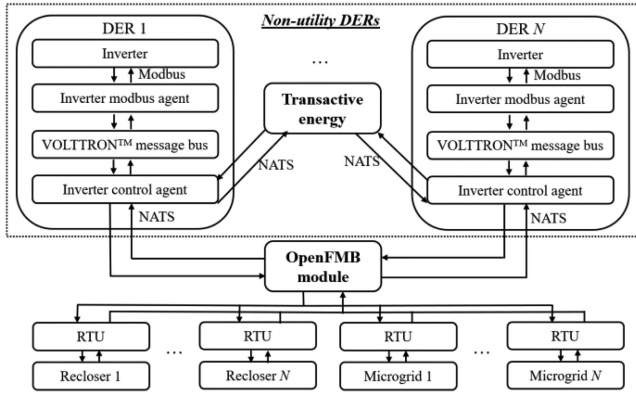 Non-utility DERs
DER 1
DER N
Inverter
Modbus
Inverter modbus agent
VOLTTRON™ message bus
Inverter control agent
NATS
...
Transactive
energy
NATS
NATS
Inverter
Modbus
Inverter modbus agent
VOLTTRON™ message bus
Inverter control agent
NATS
OpenFMB
module
RTU
...
RTU
RTU
...
RTU
Recloser 1
Recloser N
Microgrid 1
Microgrid N